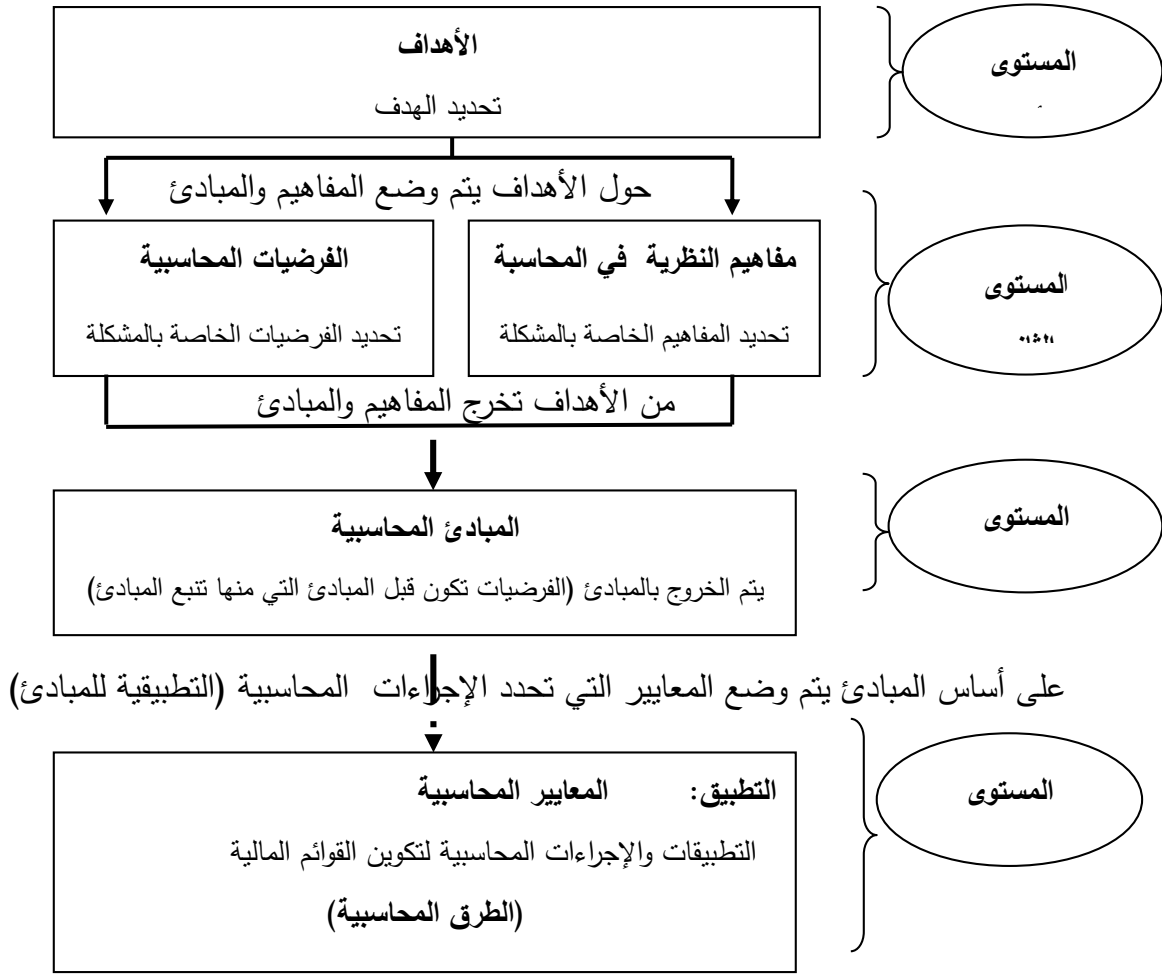 الأهداف
تحديد الهدف
المستوى
حول الأهداف يتم وضع المفاهيم والمبادئ
مفاهيم النظرية في المحاسبة
تحديد المفاهيم الخاصة بالمشكلة
الفرضيات المحاسبية
تحديد الفرضيات الخاصة بالمشكلة
المستوى
من الأهداف تخرج المفاهيم والمبادئ
المبادئ المحاسبية
يتم الخروج بالمبادئ (الفرضيات تكون قبل المبادئ التي منها تنبع المبادئ)
المستوى
على أساس المبادئ يتم وضع المعايير التي تحدد الإجراءات المحاسبية (التطبيقية للمبادئ)
التطبيق: المعايير المحاسبية
التطبيقات والإجراءات المحاسبية لتكوين القوائم المالية
(الطرق المحاسبية)
المستوى